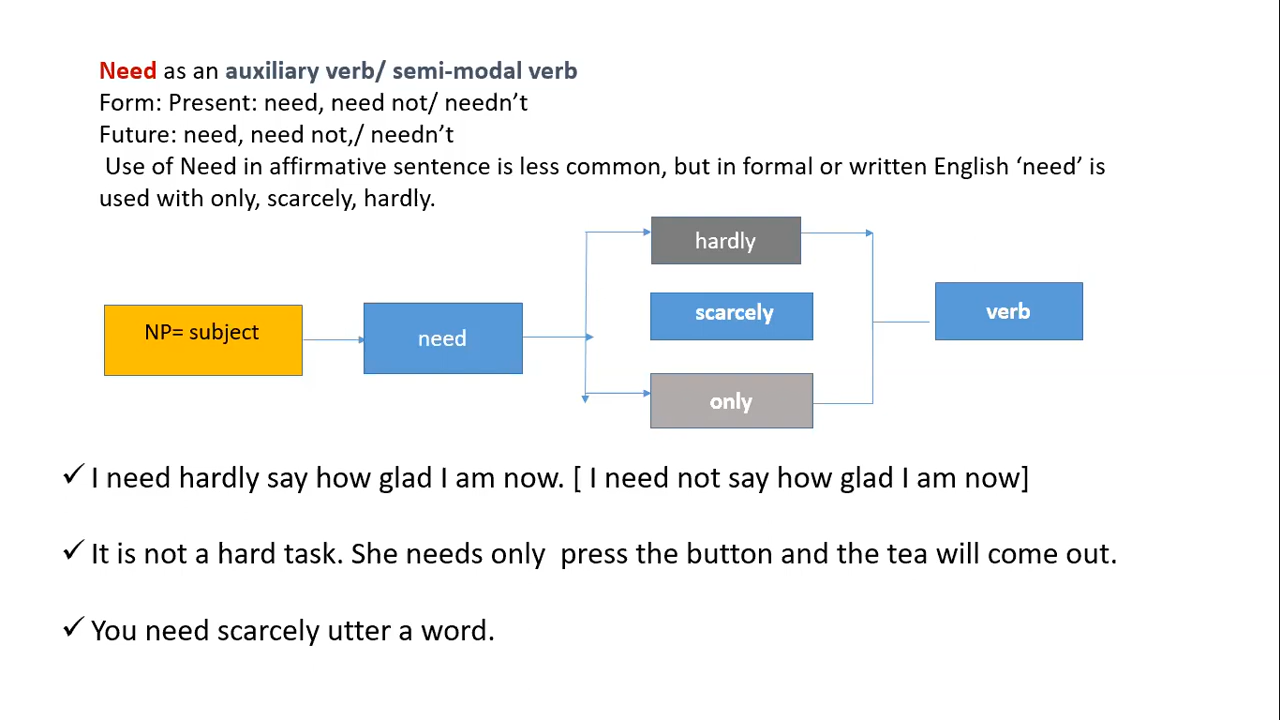 Need as an auxiliary verb/ semi-modal verb
Form: Present: need, need not/ needn’t
Future: need, need not,/ needn’t
Use of Need in affirmative sentence is less common, but in formal or written English ‘need’ is
used with only, scarcely, hardly.
hardly
NP= subject
need
scarcely
verb
only
✓ I need hardly say how glad I am now. [ I need not say how glad I am now]
✓ It is not a hard task. She needs only press the button and the tea will come out.
✓ You need scarcely utter a word.